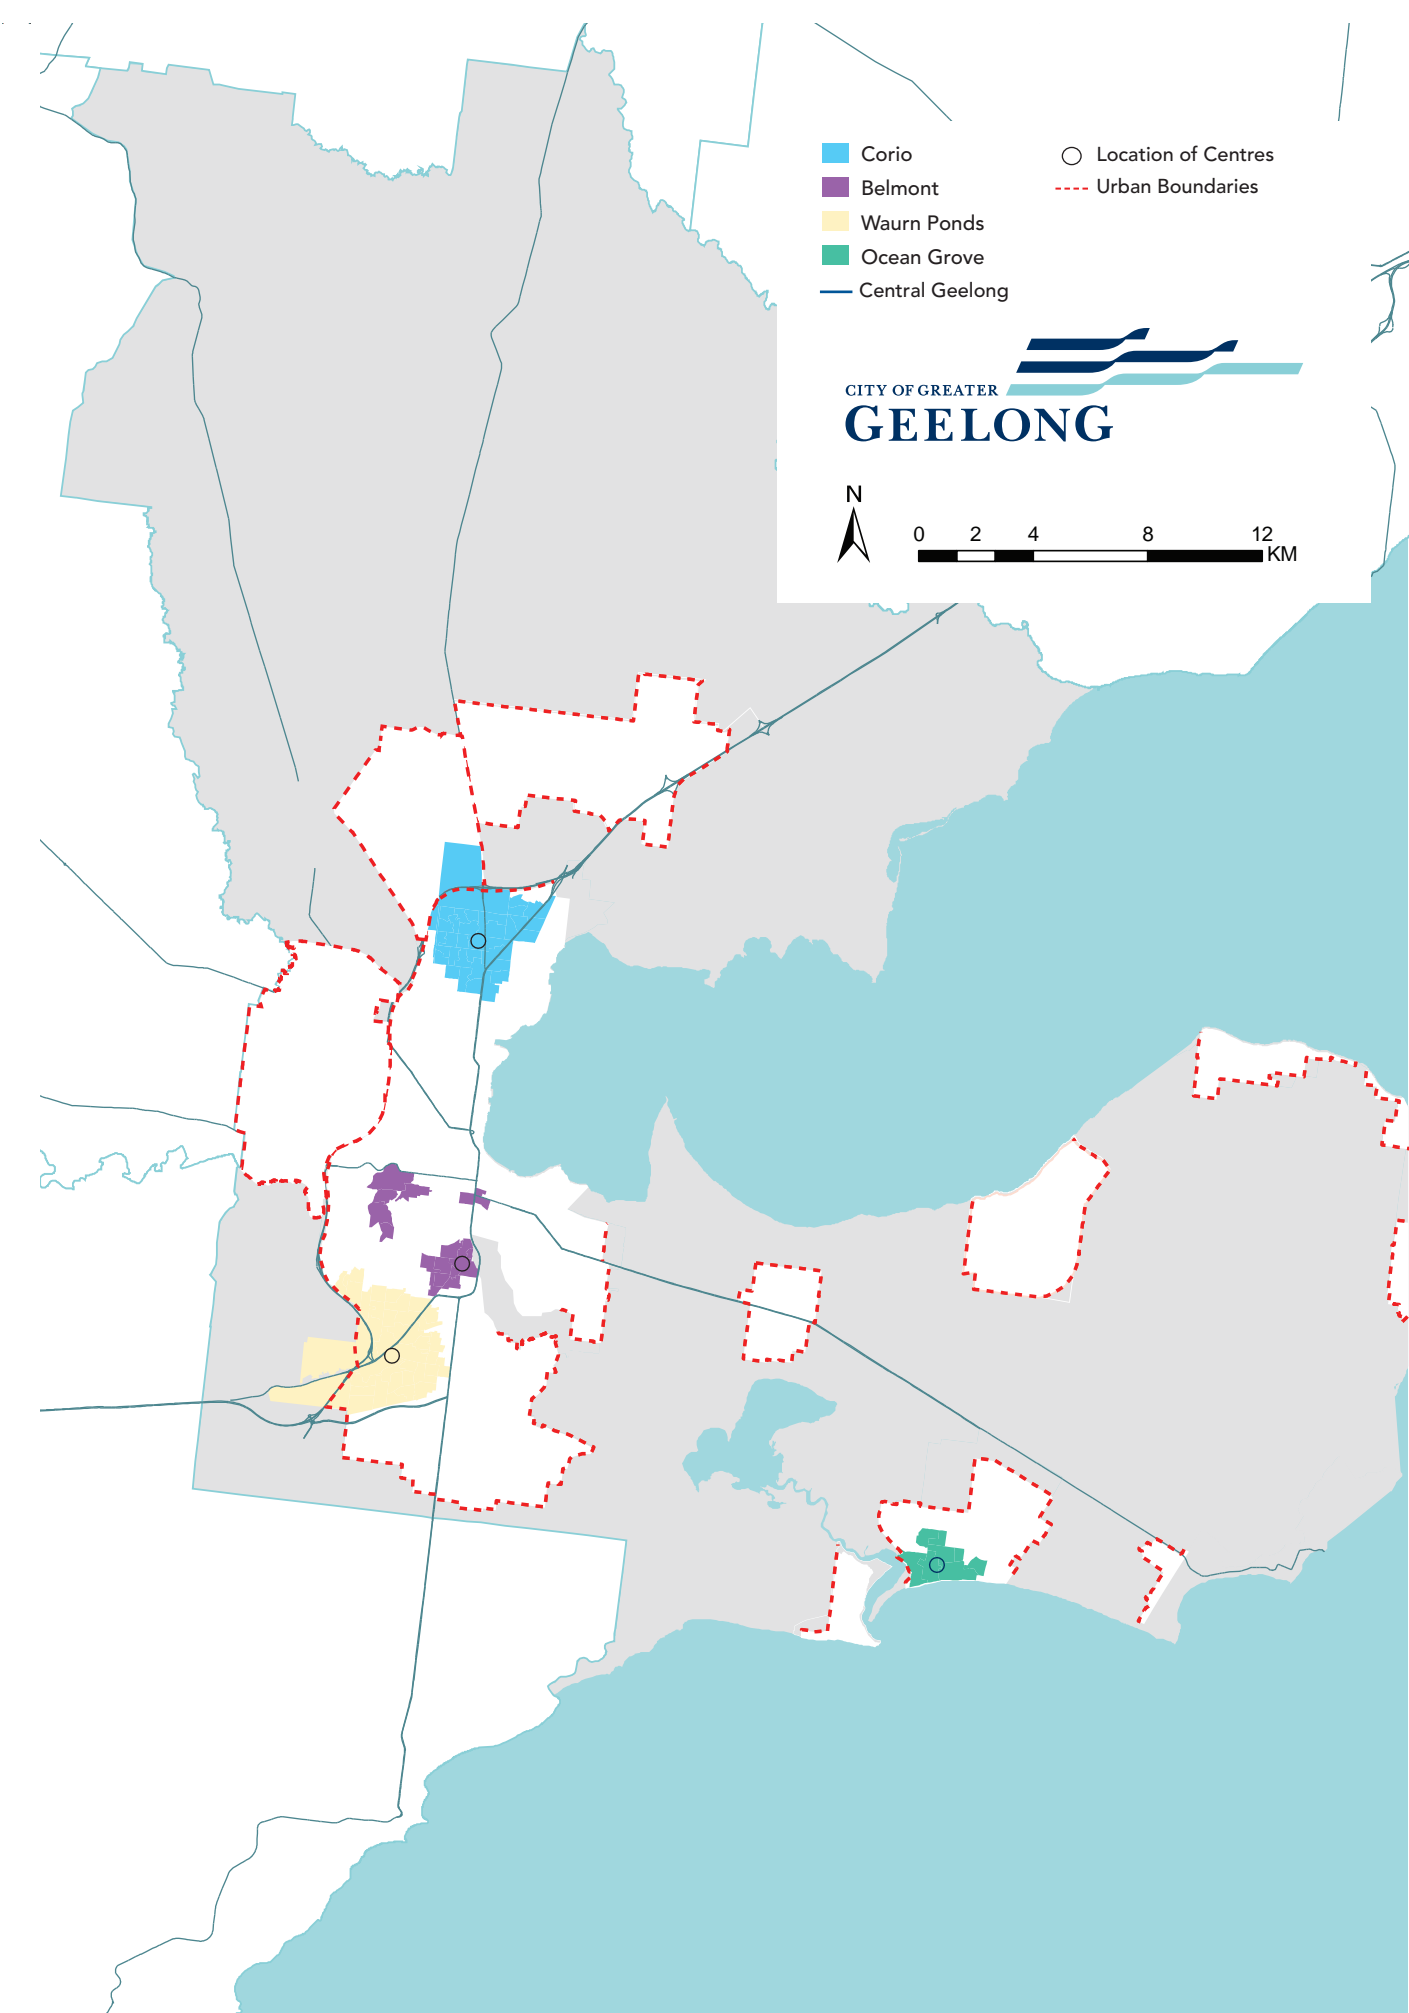 Corio
Belmont
Waurn Ponds
Ocean Grove
Central Geelong
Location of Centres
Urban Boundaries
CITY OF GREATER
GEELONG
N
0 2 4 8 12
KM